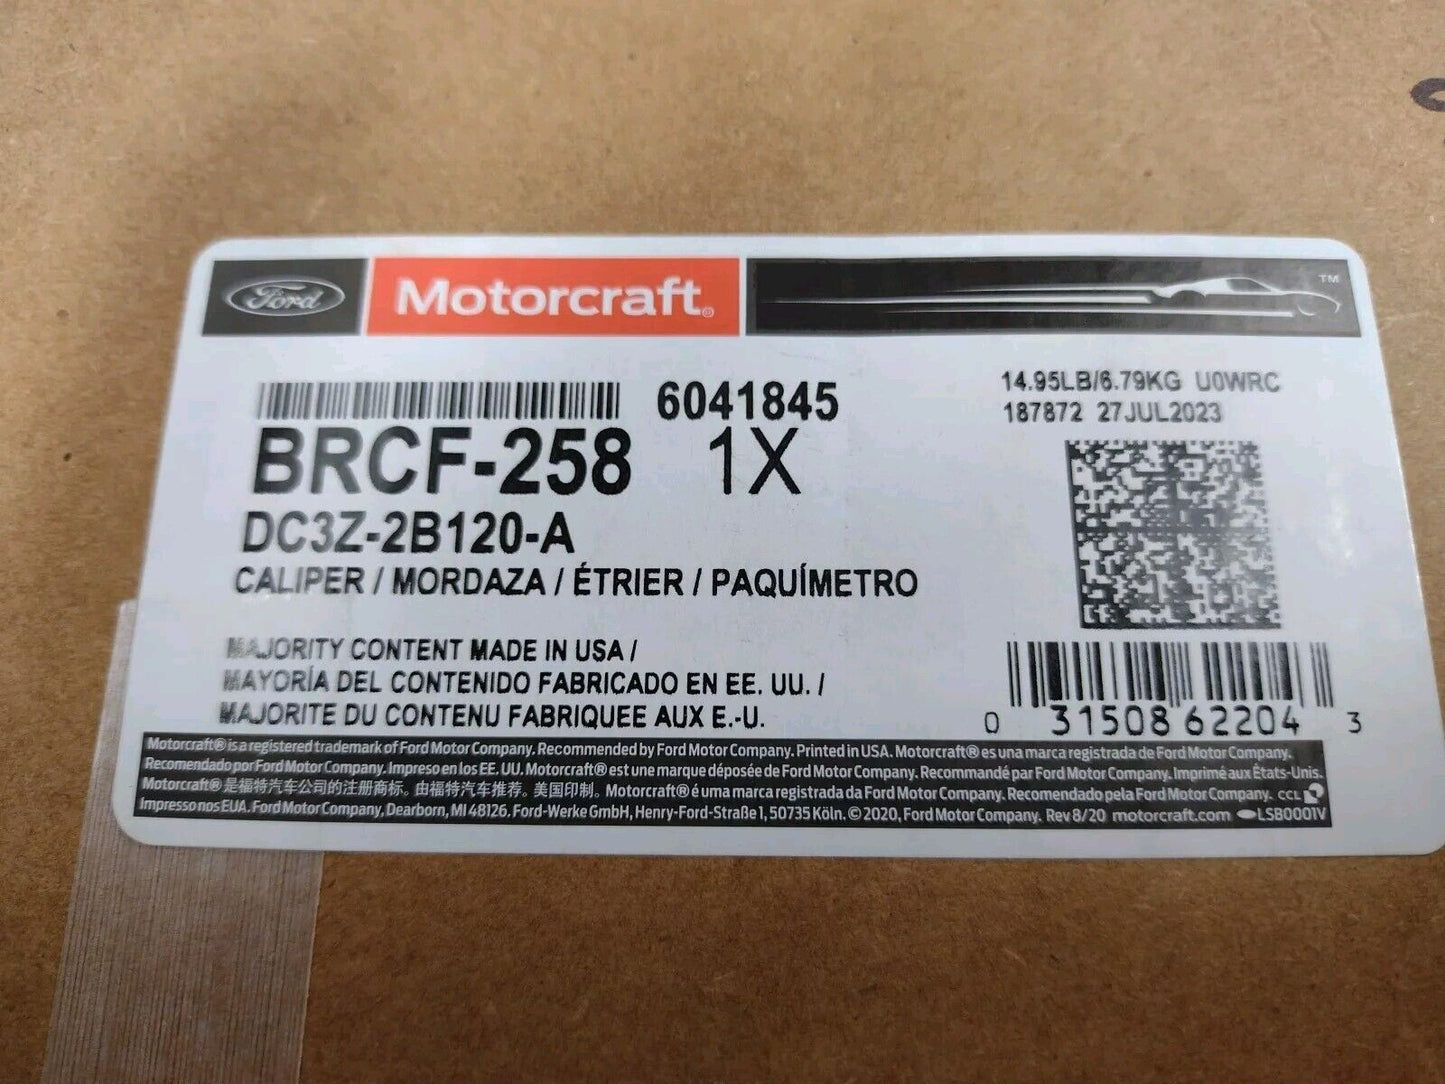 Ford Motorcraft® ™
6041845
BRCF-258 1X
DC3Z-2B120-A
CALIPER / MORDAZA / ÉTRIER / PAQUÍMETRO
14.95LB/6.79KG U0WRC
187872 27JUL2023
MAJORITY CONTENT MADE IN USA /
MAYORÍA DEL CONTENIDO FABRICADO EN EE. UU. /
MAJORITE DU CONTENU FABRIQUEE AUX E.-U.
0 31508 62204 3
Motorcraft® is a registered trademark of Ford Motor Company. Recommended by Ford Motor Company. Printed in USA. Motorcraft® es una marca registrada de Ford Motor Company.
Recomendado por Ford Motor Company. Impreso en los EE. UU. Motorcraft® est une marque déposée de Ford Motor Company. Recommandé par Ford Motor Company. Imprimé aux États-Unis.
Motorcraft® 是福特汽车公司的注册商标。由福特汽车推荐。美国印制。 Motorcraft® é uma marca registrada da Ford Motor Company. Recomendado pela Ford Motor Company. CCL
Impresso nos EUA. Ford Motor Company, Dearborn, MI 48126. Ford-Werke GmbH, Henry-Ford-Straße 1, 50735 Köln. © 2020, Ford Motor Company. Rev 8/20 motorcraft.com LSB0001V